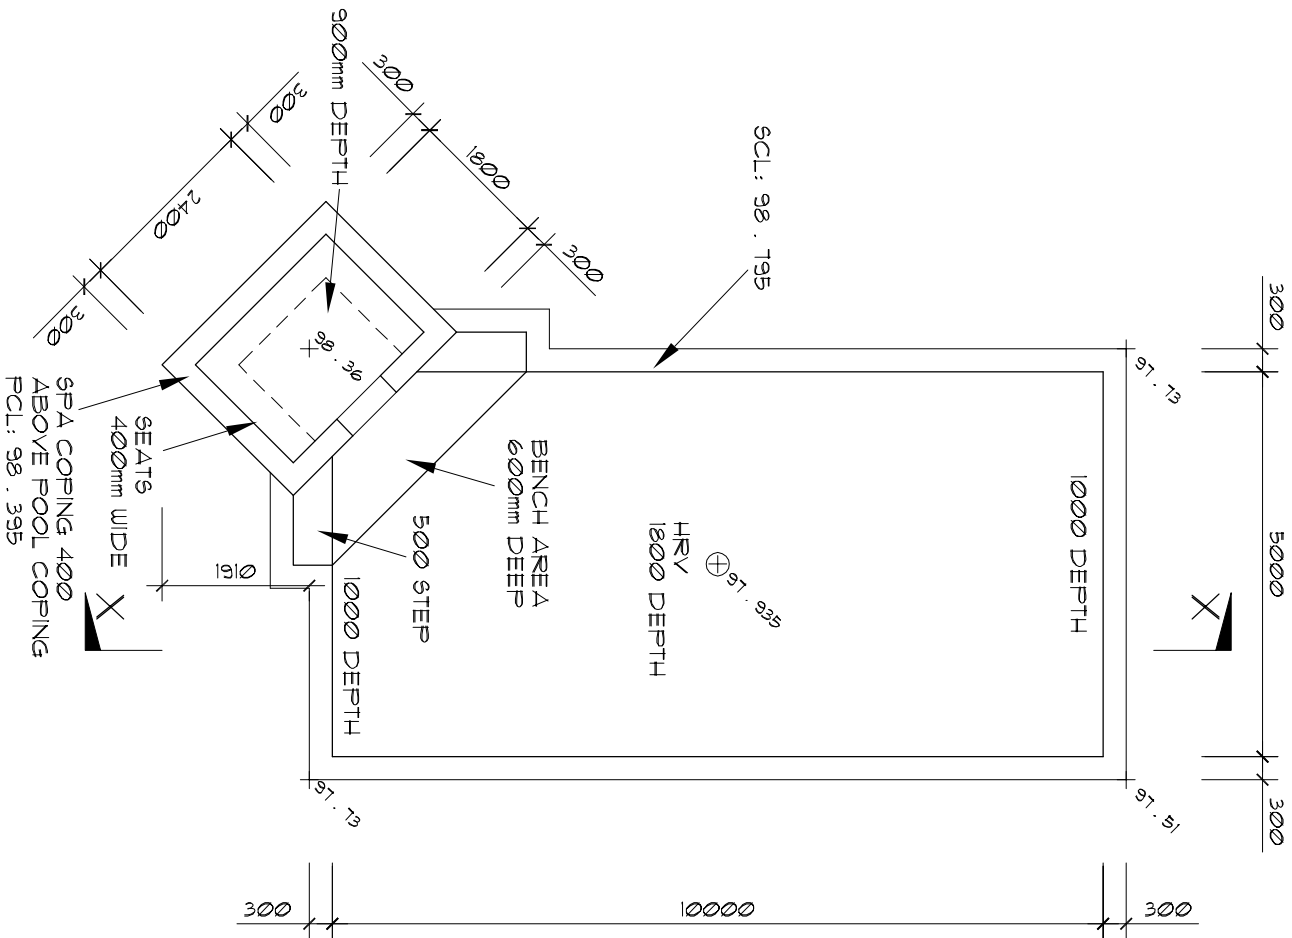 SCL: 98.795
900mm DEPTH
300
1800
300
300
2400
300
300
5000
300
97.73
97.51
97.73
98.36
97.935
1000 DEPTH
HRV
1800 DEPTH
BENCH AREA
600mm DEEP
500 STEP
1000 DEPTH
SEATS
400mm WIDE
SPA COPING 400
ABOVE POOL COPING
PCL: 98.395
1910
X
X
300
10000
300